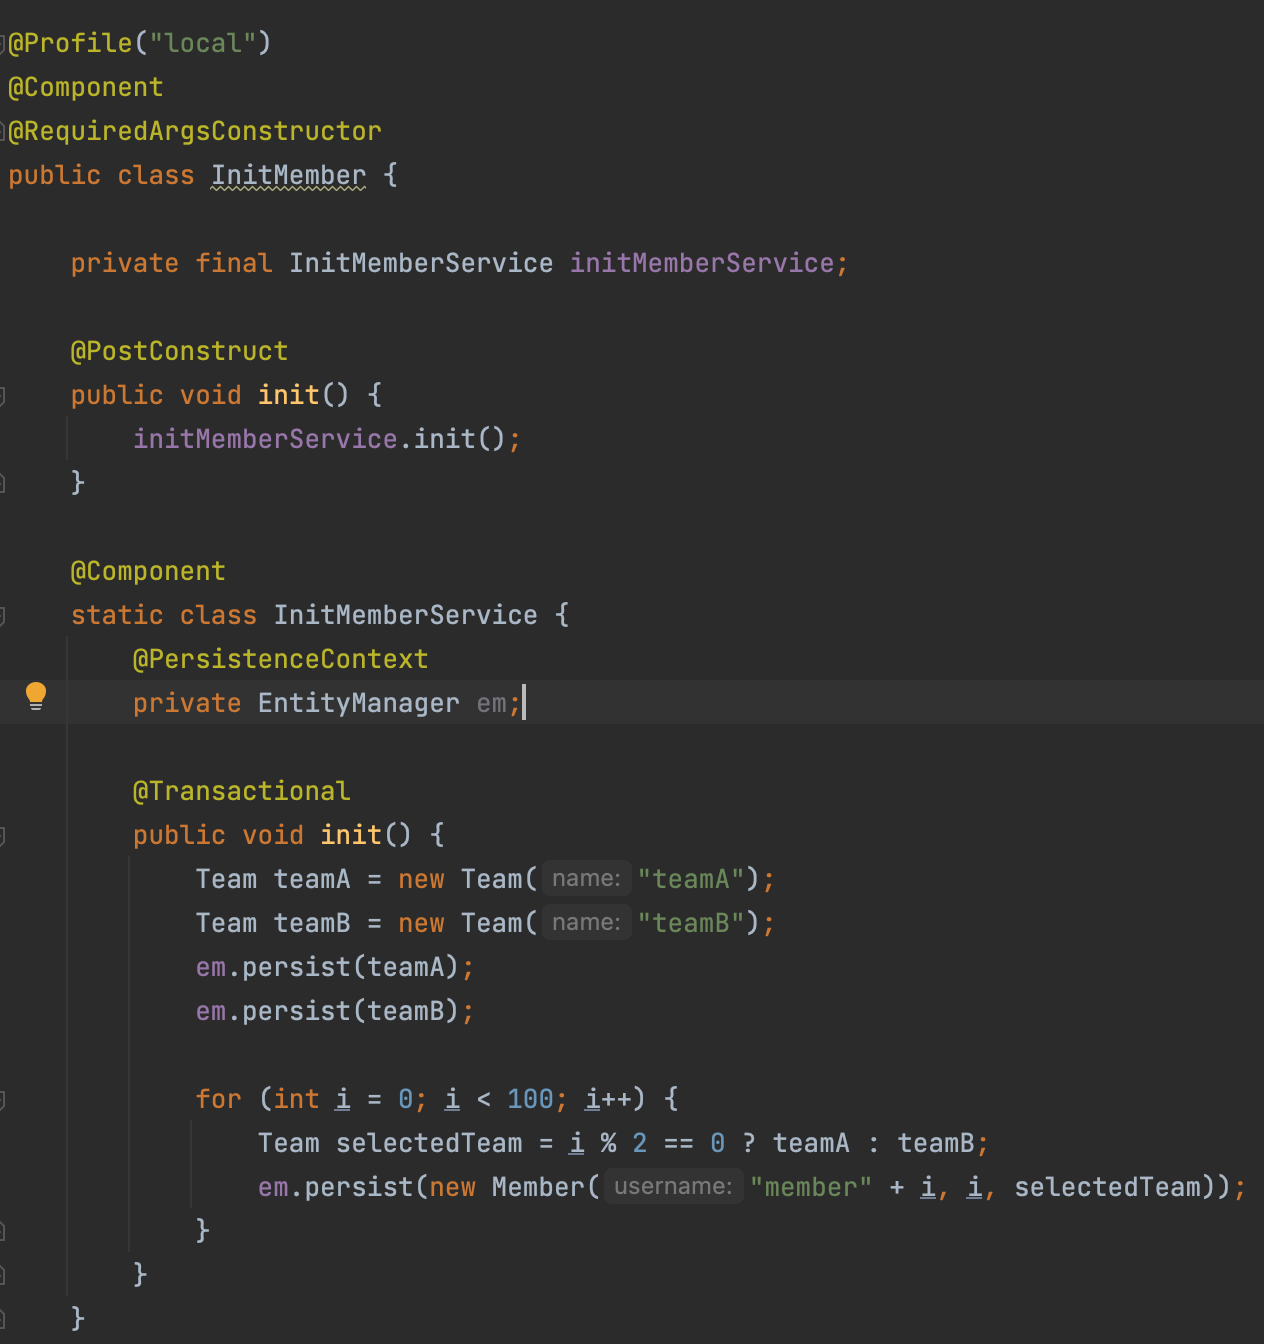 @Profile("local")
@Component
@RequiredArgsConstructor
public class InitMember {
private final InitMemberService initMemberService;
@PostConstruct
public void init() {
initMemberService.init();
}
@Component
static class InitMemberService {
@PersistenceContext
private EntityManager em;
@Transactional
public void init() {
Team teamA = new Team( name: "teamA");
Team teamB = new Team( name: "teamB");
em.persist(teamA);
em.persist(teamB);
for (int i = 0; i < 100; i++) {
Team selectedTeam = i % 2 == 0 ? teamA : teamB;
em.persist(new Member( username: "member" + i, i, selectedTeam));
}
}
}